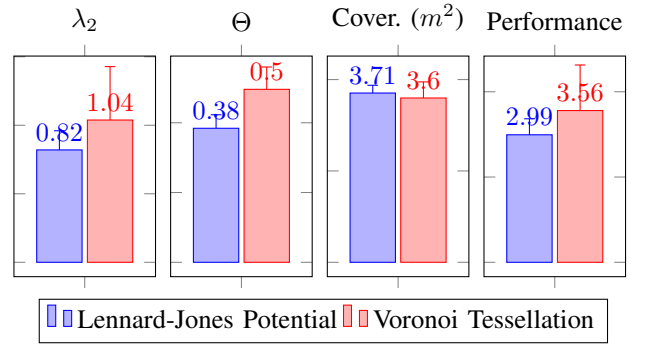 λ₂ Θ Cover. (m²) Performance
0.82 1.04 0.38 0.5 3.71 3.6 2.99 3.56
Lennard-Jones Potential Voronoi Tessellation